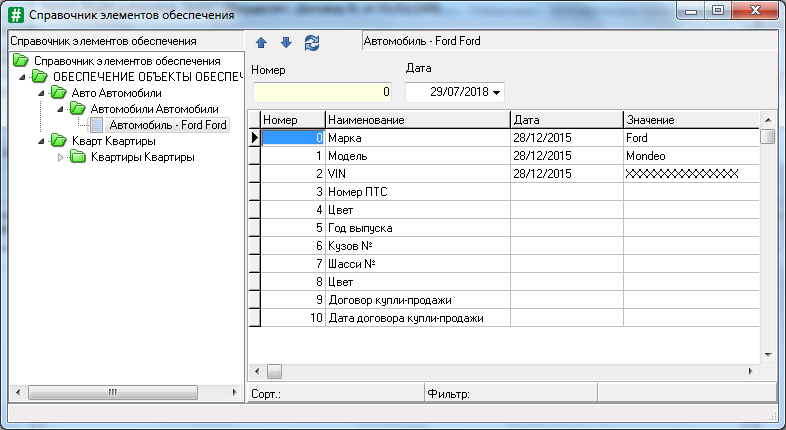 Справочник элементов обеспечения
Справочник элементов обеспечения
Автомобиль - Ford Ford
Справочник элементов обеспечения
ОБЕСПЕЧЕНИЕ ОБЪЕКТЫ ОБЕСПЕЧ
Авто Автомобили
Автомобили Автомобили
Автомобиль - Ford Ford
Кварт Квартиры
Квартиры Квартиры
Номер Дата
0 29/07/2018
Номер Наименование Дата Значение
0 Марка 28/12/2015 Ford
1 Модель 28/12/2015 Mondeo
2 VIN 28/12/2015 XXXXXXXXXXXXXXXX
3 Номер ПТС
4 Цвет
5 Год выпуска
6 Кузов №
7 Шасси №
8 Цвет
9 Договор купли-продажи
10 Дата договора купли-продажи
Сорт.: Фильтр: